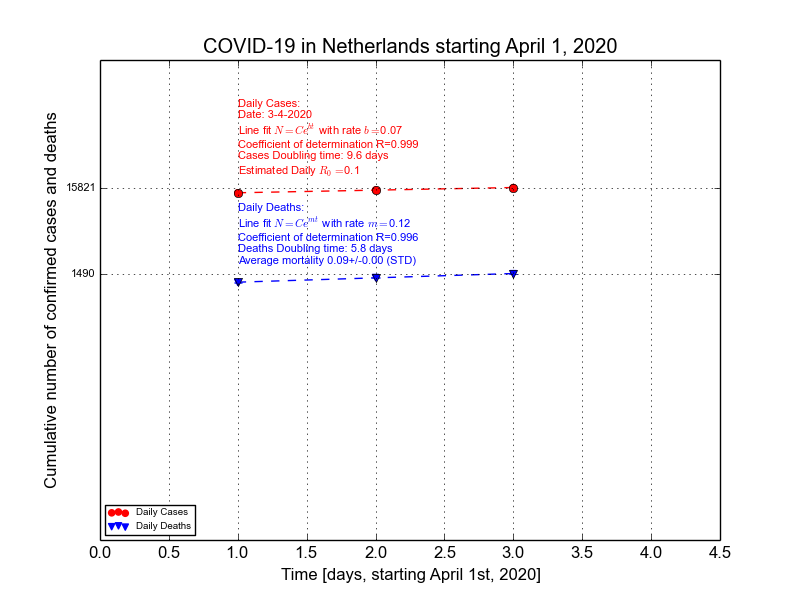 COVID-19 in Netherlands starting April 1, 2020
Cumulative number of confirmed cases and deaths
15821
1490
Daily Cases:
Date: 3-4-2020
Line fit N = Ce^{bt} with rate b=0.07
Coefficient of determination R=0.999
Cases Doubling time: 9.6 days
Estimated Daily R_0 =0.1
Daily Deaths:
Line fit N = Ce^{mt} with rate m=0.12
Coefficient of determination R=0.996
Deaths Doubling time: 5.8 days
Average mortality 0.09+/-0.00 (STD)
Daily Cases
Daily Deaths
0.0 0.5 1.0 1.5 2.0 2.5 3.0 3.5 4.0 4.5
Time [days, starting April 1st, 2020]